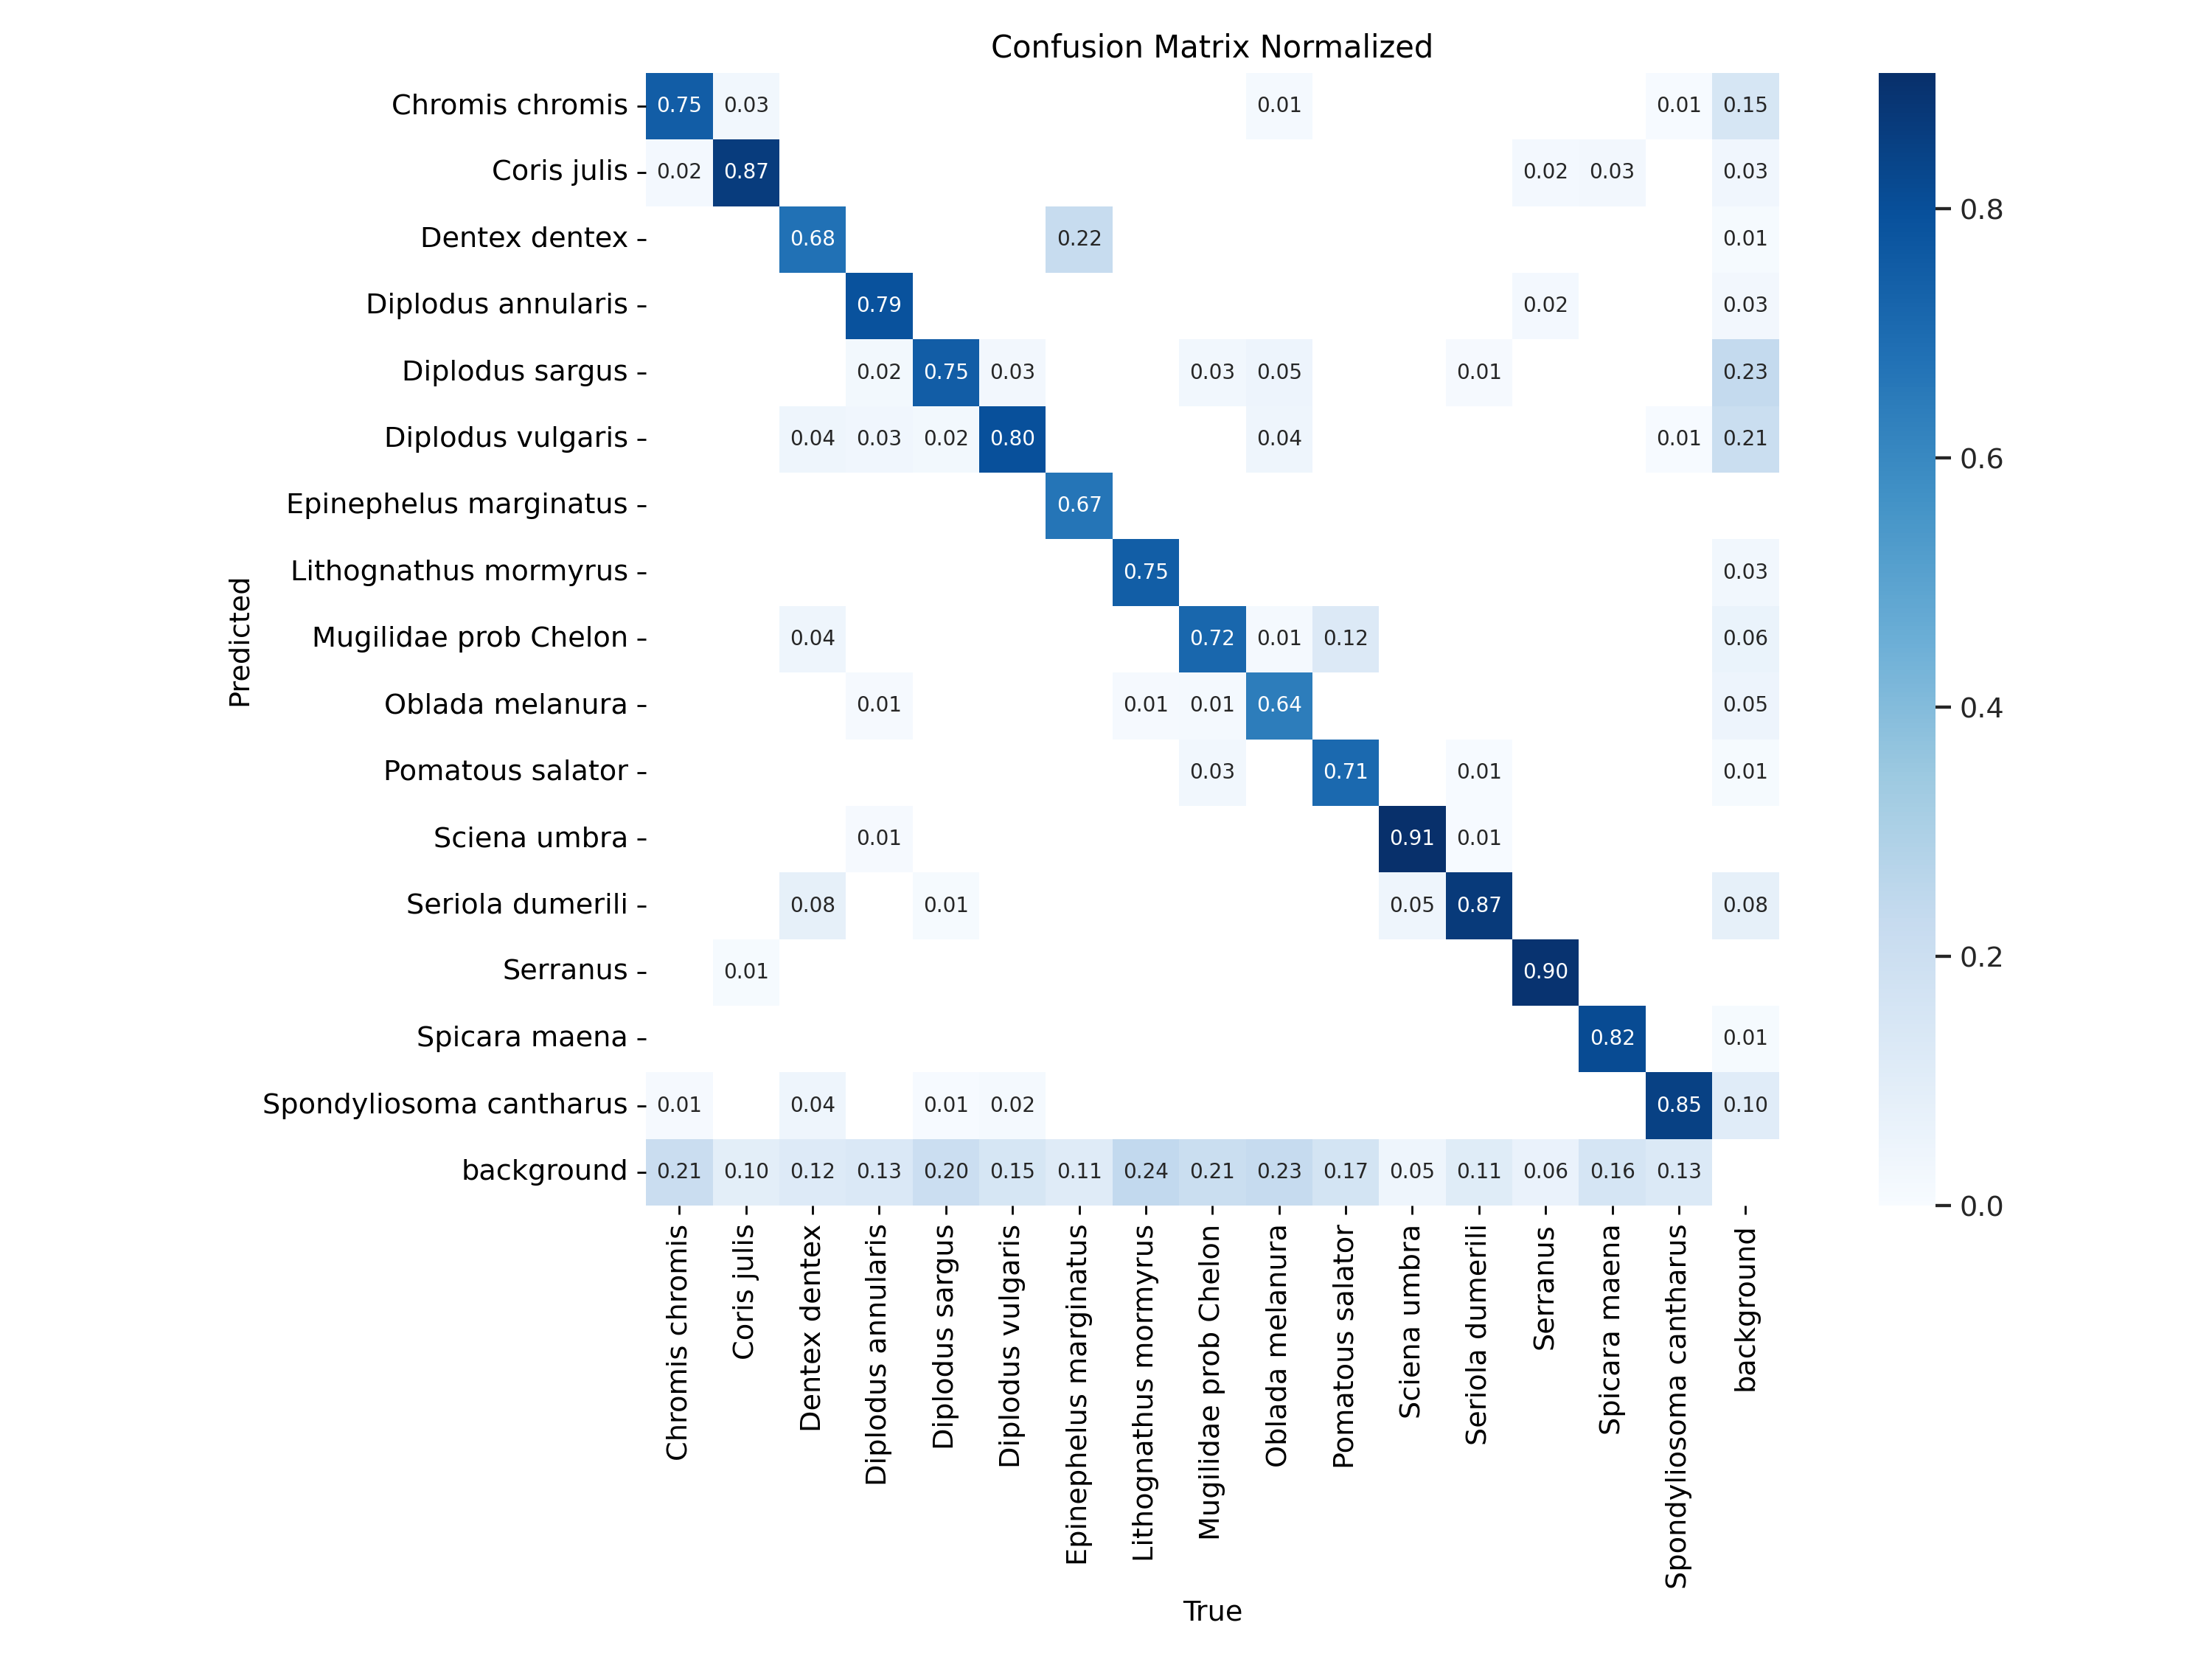 Confusion Matrix Normalized
Chromis chromis 0.75 0.03 0.01 0.01 0.15
Coris julis 0.02 0.87 0.02 0.03 0.03
0.8
Dentex dentex 0.68 0.22 0.01
Diplodus annularis 0.79 0.02 0.03
Diplodus sargus 0.02 0.75 0.03 0.03 0.05 0.01 0.23
Diplodus vulgaris 0.04 0.03 0.02 0.80 0.04 0.01 0.21
0.6
Epinephelus marginatus 0.67
Lithognathus mormyrus 0.75 0.03
Predicted
Mugilidae prob Chelon 0.04 0.72 0.01 0.12 0.06
Oblada melanura 0.01 0.01 0.01 0.64 0.05
0.4
Pomatous salator 0.03 0.71 0.01 0.01
Sciena umbra 0.01 0.91 0.01
Seriola dumerili 0.08 0.01 0.05 0.87 0.08
0.2
Serranus 0.01 0.90
Spicara maena 0.82 0.01
Spondyliosoma cantharus 0.01 0.04 0.01 0.02 0.85 0.10
background 0.21 0.10 0.12 0.13 0.20 0.15 0.11 0.24 0.21 0.23 0.17 0.05 0.11 0.06 0.16 0.13
0.0
Chromis chromis
Coris julis
Dentex dentex
Diplodus annularis
Diplodus sargus
Diplodus vulgaris
Epinephelus marginatus
Lithognathus mormyrus
Mugilidae prob Chelon
Oblada melanura
Pomatous salator
Sciena umbra
Seriola dumerili
Serranus
Spicara maena
Spondyliosoma cantharus
background
True